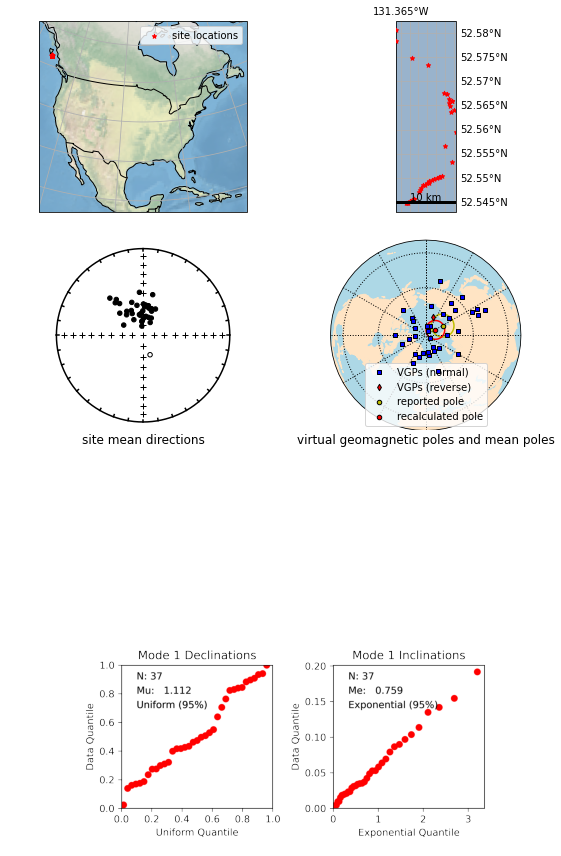 131.365°W
site locations
52.58°N
52.575°N
52.57°N
52.565°N
52.56°N
52.555°N
52.55°N
52.545°N
10 km
VGPs (normal)
VGPs (reverse)
reported pole
recalculated pole
site mean directions
virtual geomagnetic poles and mean poles
Mode 1 Declinations
N: 37
Mu: 1.112
Uniform (95%)
Data Quantile
1.0
0.8
0.6
0.4
0.2
0.0
0.0 0.2 0.4 0.6 0.8 1.0
Uniform Quantile
Mode 1 Inclinations
N: 37
Me: 0.759
Exponential (95%)
Data Quantile
0.20
0.15
0.10
0.05
0.00
0 1 2 3
Exponential Quantile